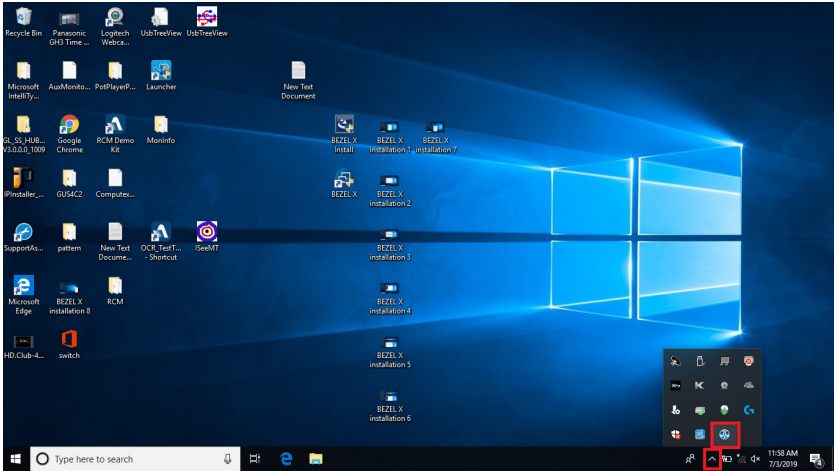 Recycle Bin
Panasonic
GH3 Time ...
Logitech
Webca...
UsbTreeView
UsbTreeView
Microsoft
IntelliTy...
AuxMonito...
PotPlayerP...
Launcher
New Text
Document
GL_SS_HUB...
V3.0.0.0_1009
Google
Chrome
RCM Demo
Kit
MonInfo
BEZEL X
Install
BEZEL X
installation 1
BEZEL X
installation 7
IPinstaller_...
GUS4C2
Computex...
BEZEL X
BEZEL X
installation 2
SupportAs...
pattern
New Text
Docume...
OCR_TestT...
- Shortcut
ISeeMT
BEZEL X
installation 3
Microsoft
Edge
BEZEL X
installation 8
RCM
BEZEL X
installation 4
HD.Club-4...
switch
BEZEL X
installation 5
BEZEL X
installation 6
Type here to search
11:58 AM
7/3/2019